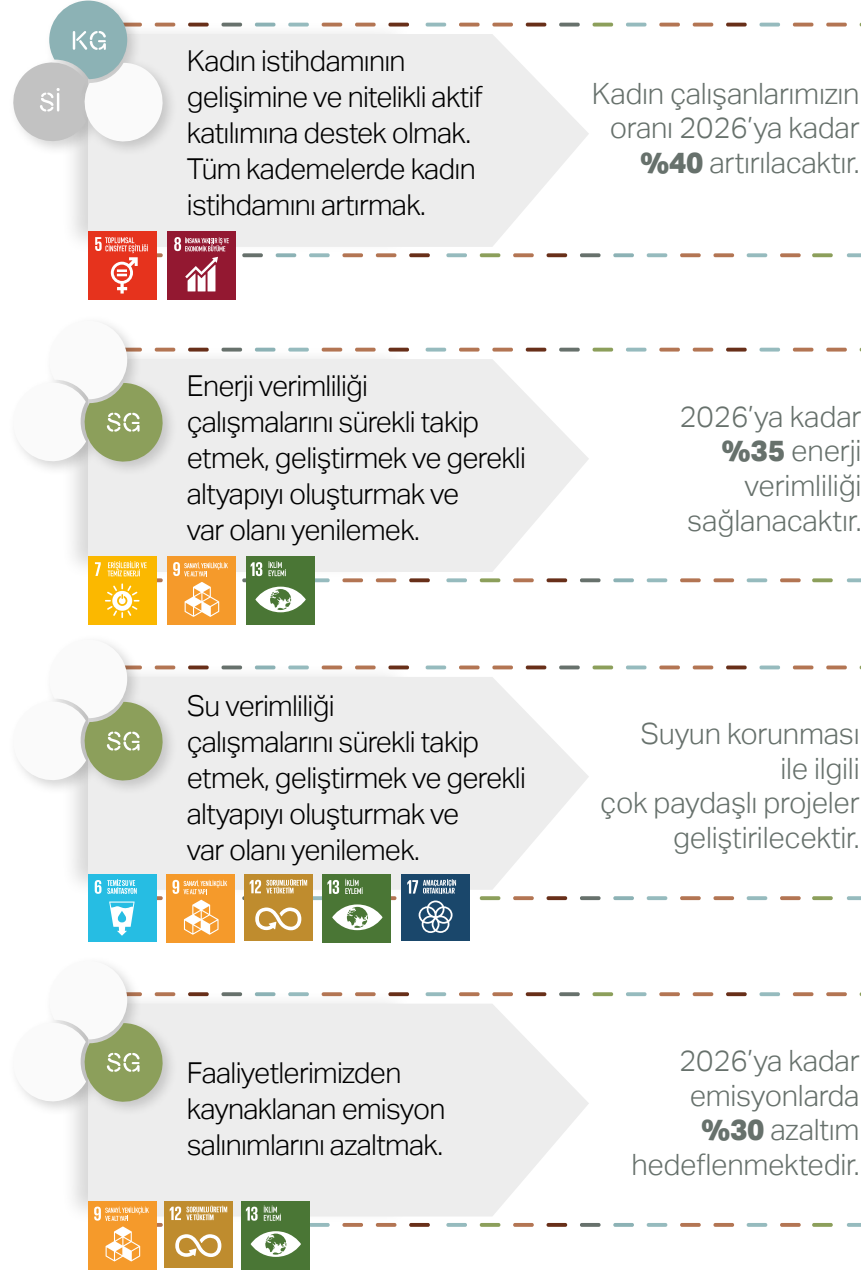 KG
Sİ
Kadın istihdamının
gelişimine ve nitelikli aktif
katılımına destek olmak.
Tüm kademelerde kadın
istihdamını artırmak.
Kadın çalışanlarımızın
oranı 2026’ya kadar
%40 artırılacaktır.
5 TOPLUMSAL
CİNSİYET EŞİTLİĞİ
8 İNSANA YAKIŞIR İŞ VE
EKONOMİK BÜYÜME
SG
Enerji verimliliği
çalışmalarını sürekli takip
etmek, geliştirmek ve gerekli
altyapıyı oluşturmak ve
var olanı yenilemek.
2026’ya kadar
%35 enerji
verimliliği
sağlanacaktır.
7 ERİŞİLEBİLİR VE
TEMİZ ENERJİ
9 SANAYİ, YENİLİKÇİLİK
VE ALT YAPI
13 İKLİM
EYLEMİ
SG
Su verimliliği
çalışmalarını sürekli takip
etmek, geliştirmek ve gerekli
altyapıyı oluşturmak ve
var olanı yenilemek.
Suyun korunması
ile ilgili
çok paydaşlı projeler
geliştirilecektir.
6 TEMİZ SU VE
SANİTASYON
9 SANAYİ, YENİLİKÇİLİK
VE ALT YAPI
12 SORUMLU ÜRETİM
VE TÜKETİM
13 İKLİM
EYLEMİ
17 AMAÇLAR İÇİN
ORTAKLIKLAR
SG
Faaliyetlerimizden
kaynaklanan emisyon
salınımlarını azaltmak.
2026’ya kadar
emisyonlarda
%30 azaltım
hedeflenmektedir.
9 SANAYİ, YENİLİKÇİLİK
VE ALT YAPI
12 SORUMLU ÜRETİM
VE TÜKETİM
13 İKLİM
EYLEMİ